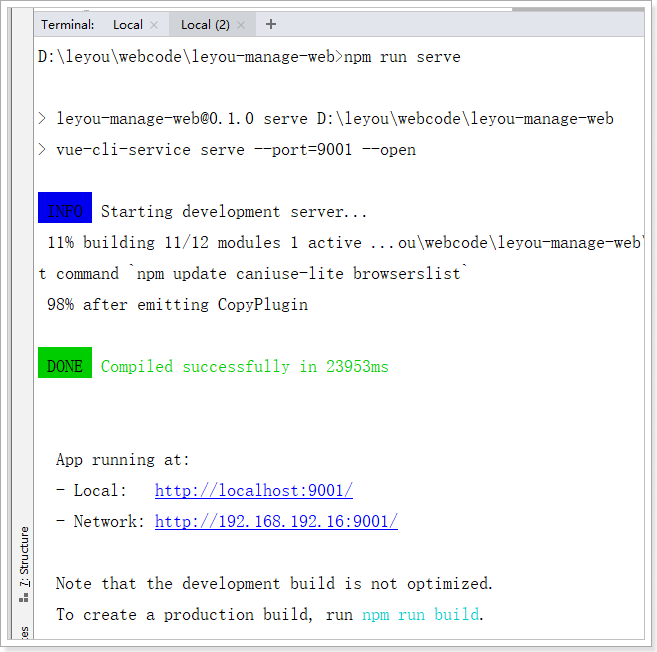 Terminal: Local × Local (2) × +
D:\leyou\webcode\leyou-manage-web>npm run serve
> leyou-manage-web@0.1.0 serve D:\leyou\webcode\leyou-manage-web
> vue-cli-service serve --port=9001 --open
INFO Starting development server...
11% building 11/12 modules 1 active ...ou\webcode\leyou-manage-web\
t command `npm update caniuse-lite browserslist`
98% after emitting CopyPlugin
DONE Compiled successfully in 23953ms
App running at:
- Local: http://localhost:9001/
- Network: http://192.168.192.16:9001/
Note that the development build is not optimized.
To create a production build, run npm run build.
7: Structure